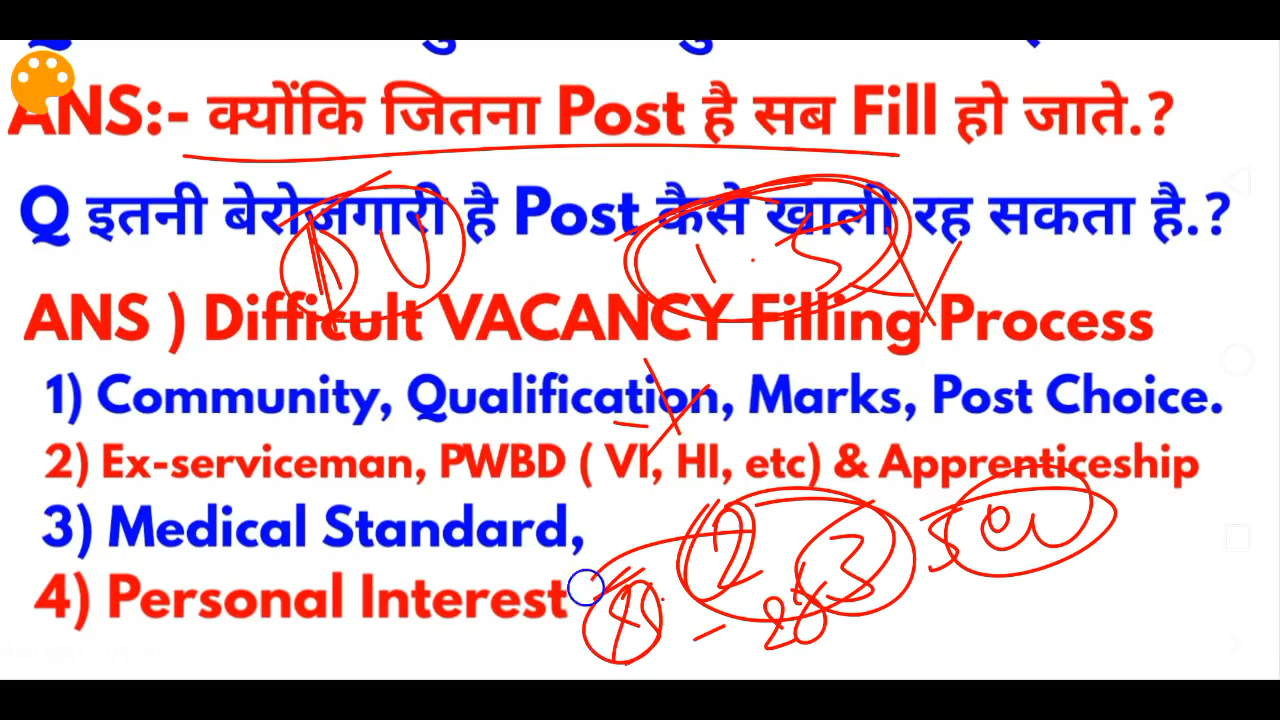 ANS:- क्योंकि जितना Post है सब Fill हो जाते.?
Q इतनी बेरोजगारी है Post कैसे खाली रह सकता है.?
ANS ) Difficult VACANCY Filling Process
1) Community, Qualification, Marks, Post Choice.
2) Ex-serviceman, PWBD ( VI, HI, etc) & Apprenticeship
3) Medical Standard,
4) Personal Interest